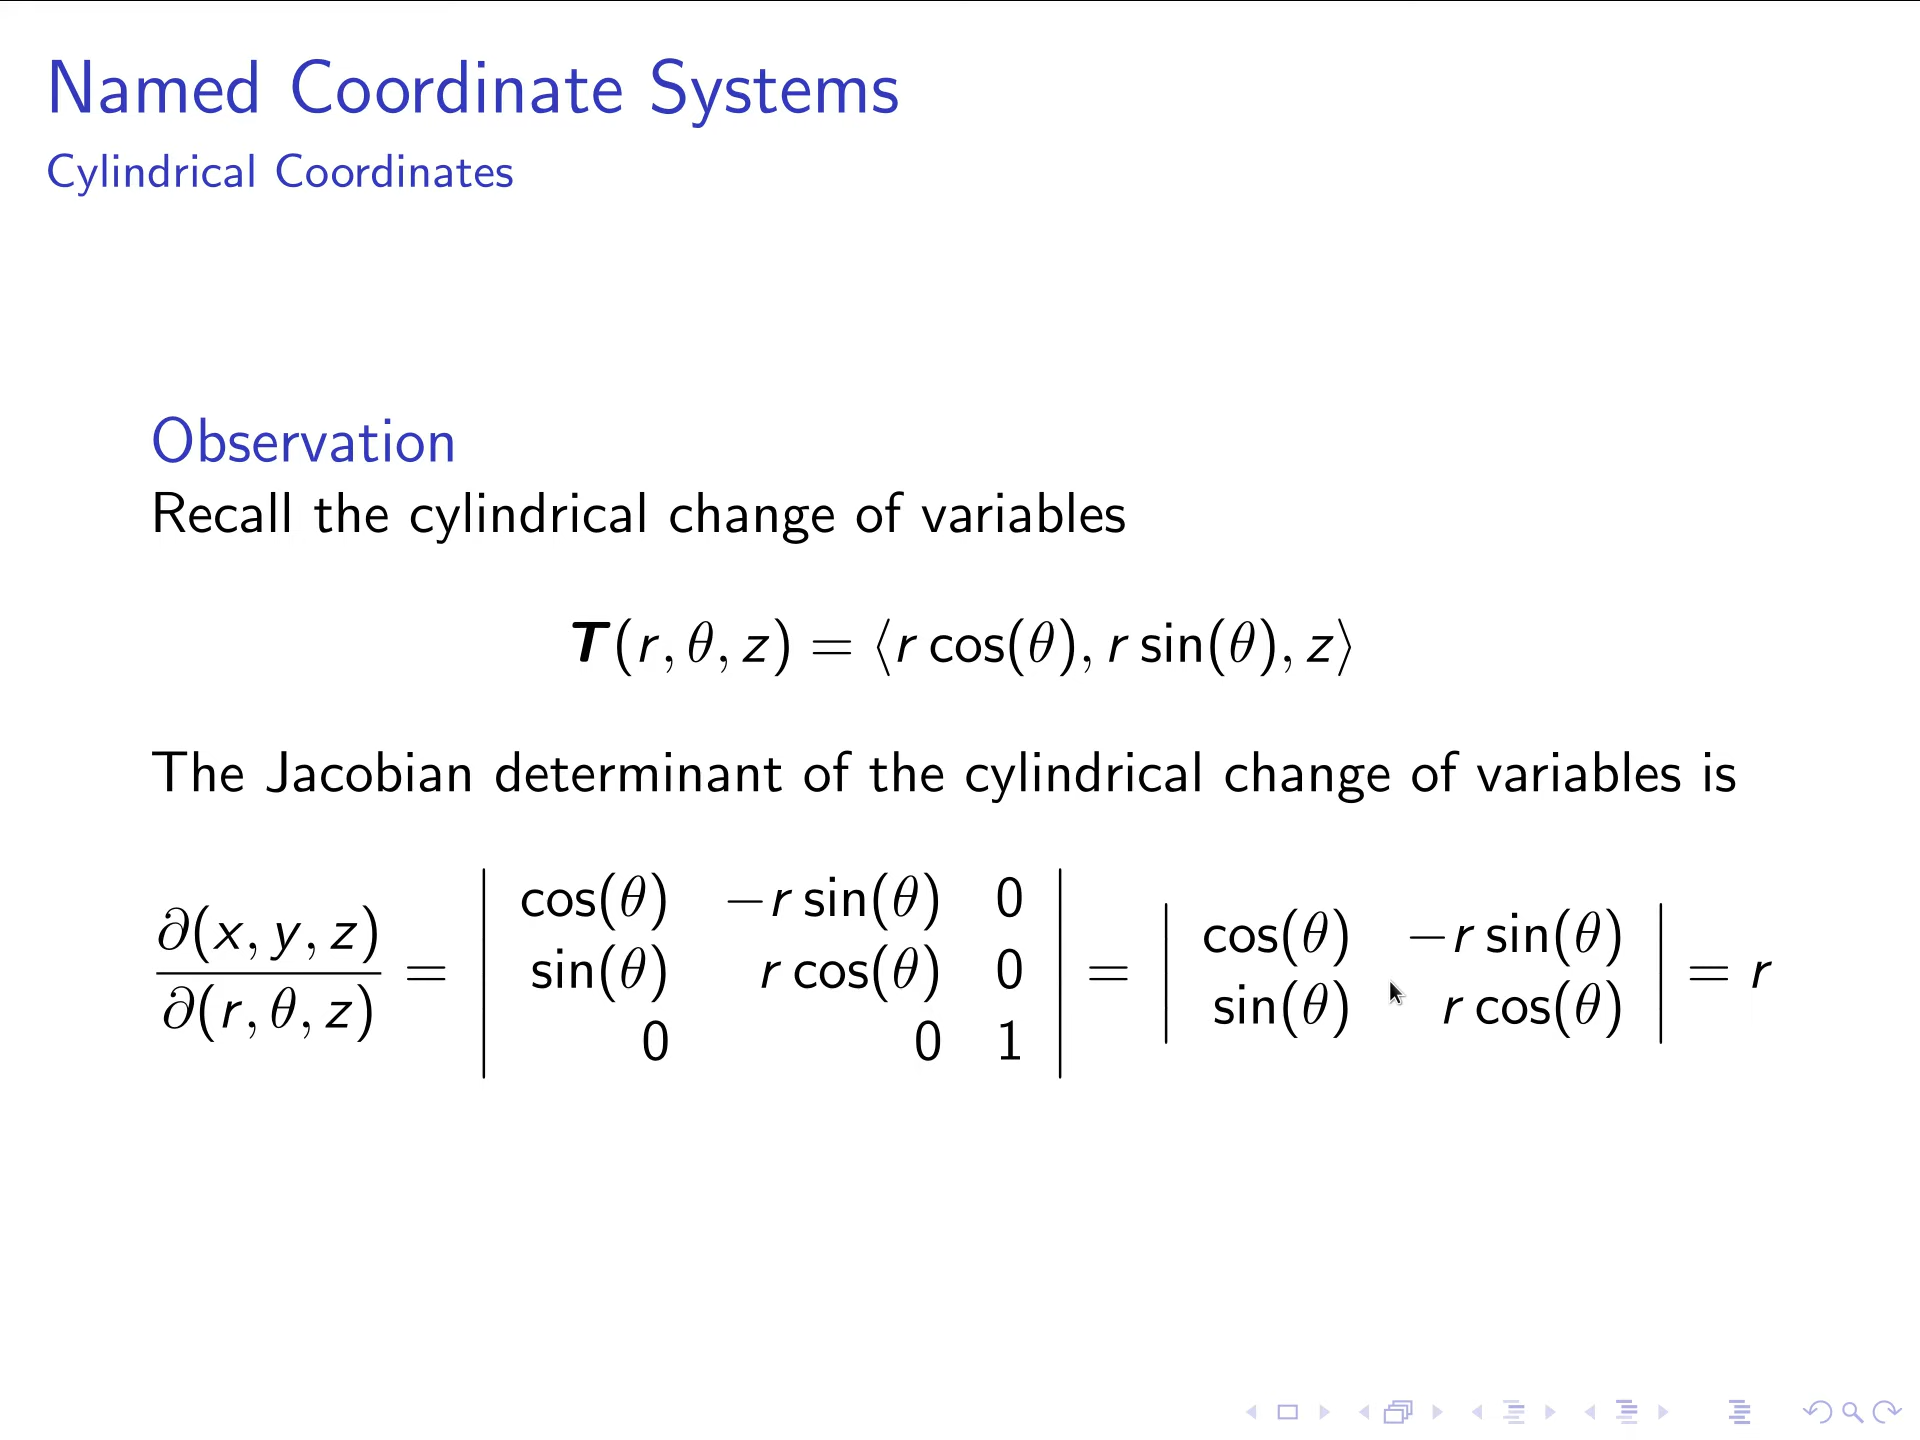 Named Coordinate Systems
Cylindrical Coordinates
Observation
Recall the cylindrical change of variables
T(r, θ, z) = ⟨r cos(θ), r sin(θ), z⟩
The Jacobian determinant of the cylindrical change of variables is
∂(x, y, z) / ∂(r, θ, z) = | cos(θ) −r sin(θ) 0 ; sin(θ) r cos(θ) 0 ; 0 0 1 | = | cos(θ) −r sin(θ) ; sin(θ) r cos(θ) | = r